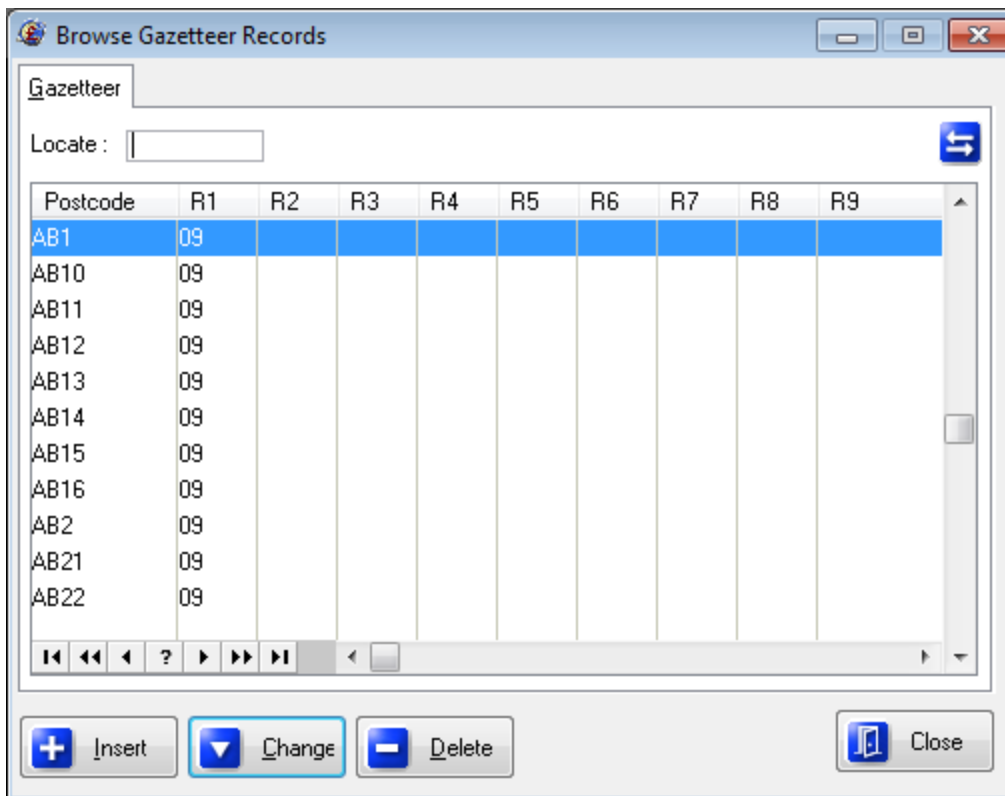 Browse Gazetteer Records
Gazetteer
Locate :
Postcode R1 R2 R3 R4 R5 R6 R7 R8 R9
AB1 09
AB10 09
AB11 09
AB12 09
AB13 09
AB14 09
AB15 09
AB16 09
AB2 09
AB21 09
AB22 09
?
Insert Change Delete Close